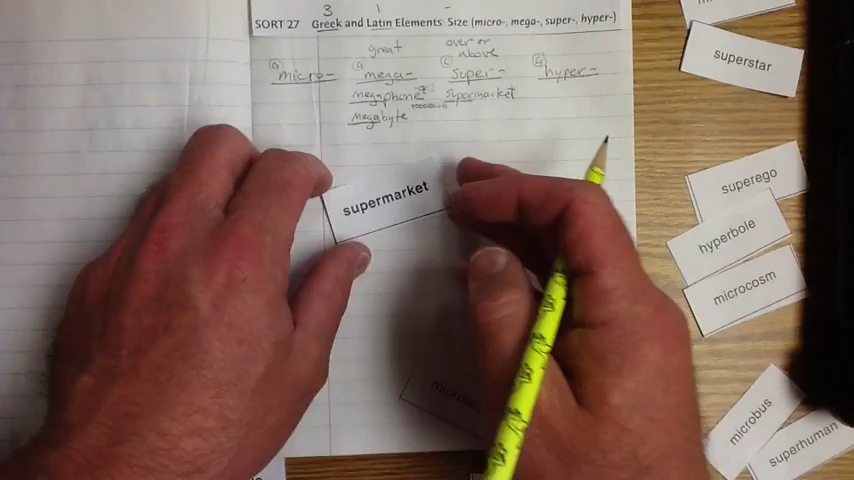 3 1
SORT 27 Greek and Latin Elements: Size (micro-, mega-, super-, hyper-)
great over or
above
(G) micro- (G) mega- (L) super- (G) hyper-
megaphone supermarket
megabyte
superstar
supermarket
superego
hyperbole
microcosm
microbus
superhuman